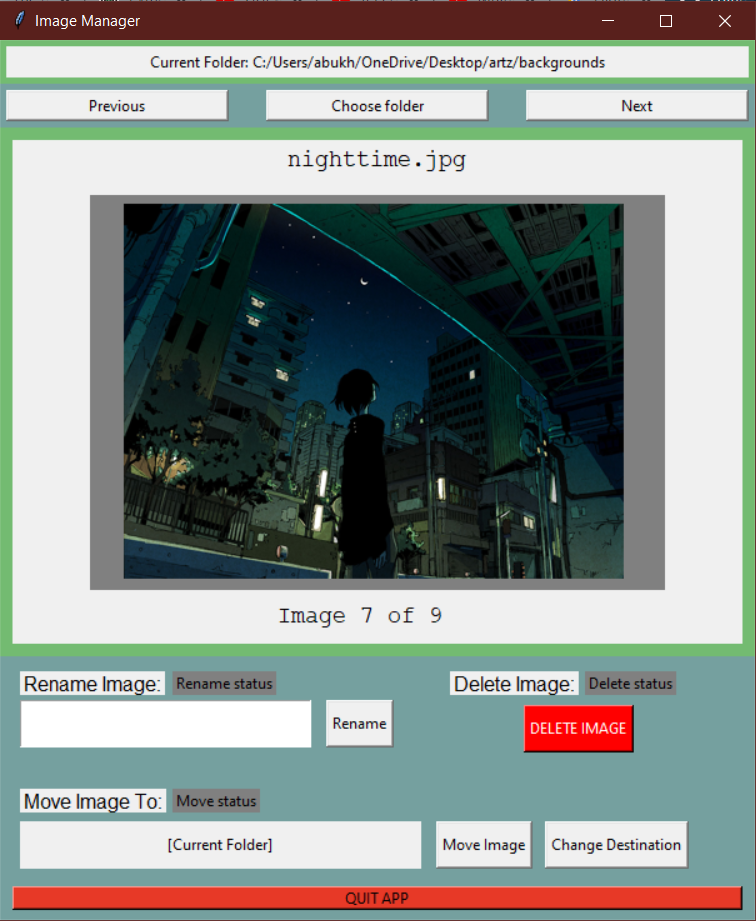 Image Manager
Current Folder: C:/Users/abukh/OneDrive/Desktop/artz/backgrounds
Previous
Choose folder
Next
nighttime.jpg
Image 7 of 9
Rename Image:
Rename status
Delete Image:
Delete status
Rename
DELETE IMAGE
Move Image To:
Move status
[Current Folder]
Move Image
Change Destination
QUIT APP